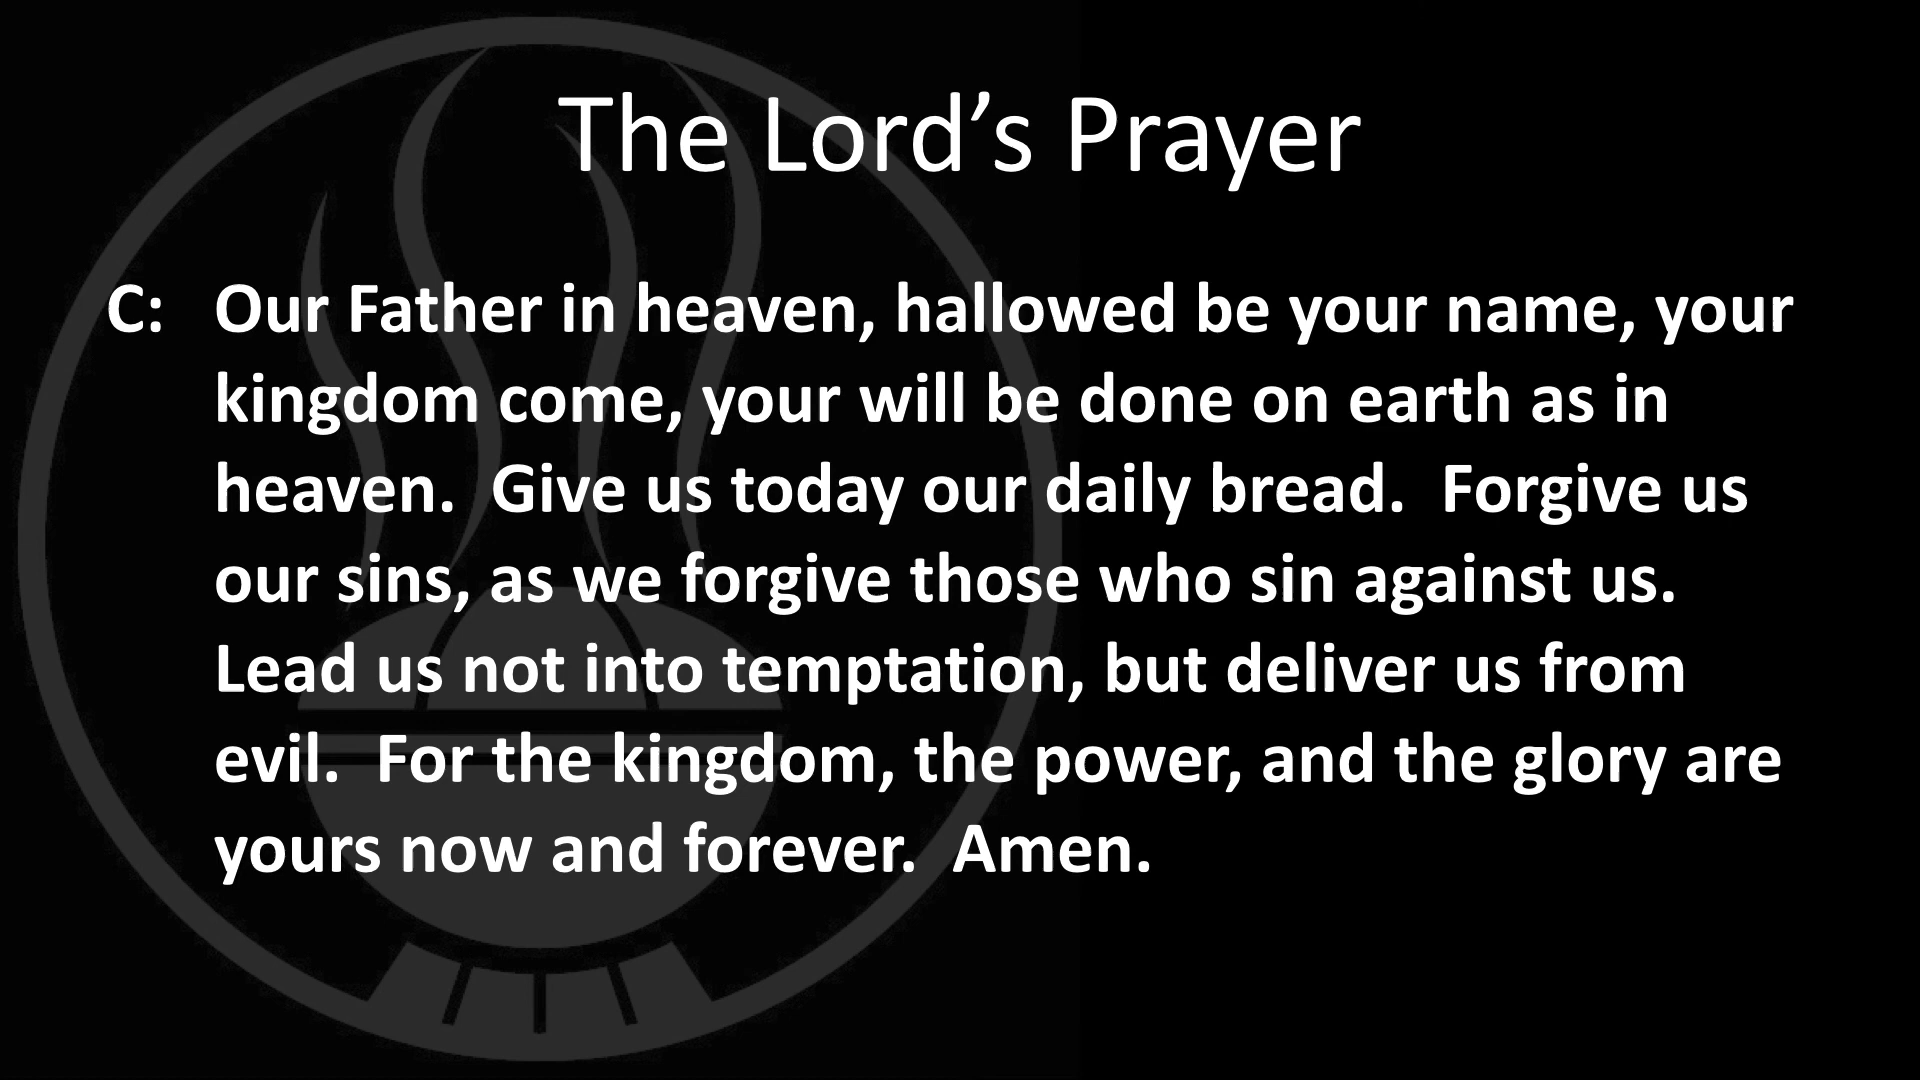 The Lord’s Prayer
C: Our Father in heaven, hallowed be your name, your
kingdom come, your will be done on earth as in
heaven.  Give us today our daily bread.  Forgive us
our sins, as we forgive those who sin against us.
Lead us not into temptation, but deliver us from
evil.  For the kingdom, the power, and the glory are
yours now and forever.  Amen.